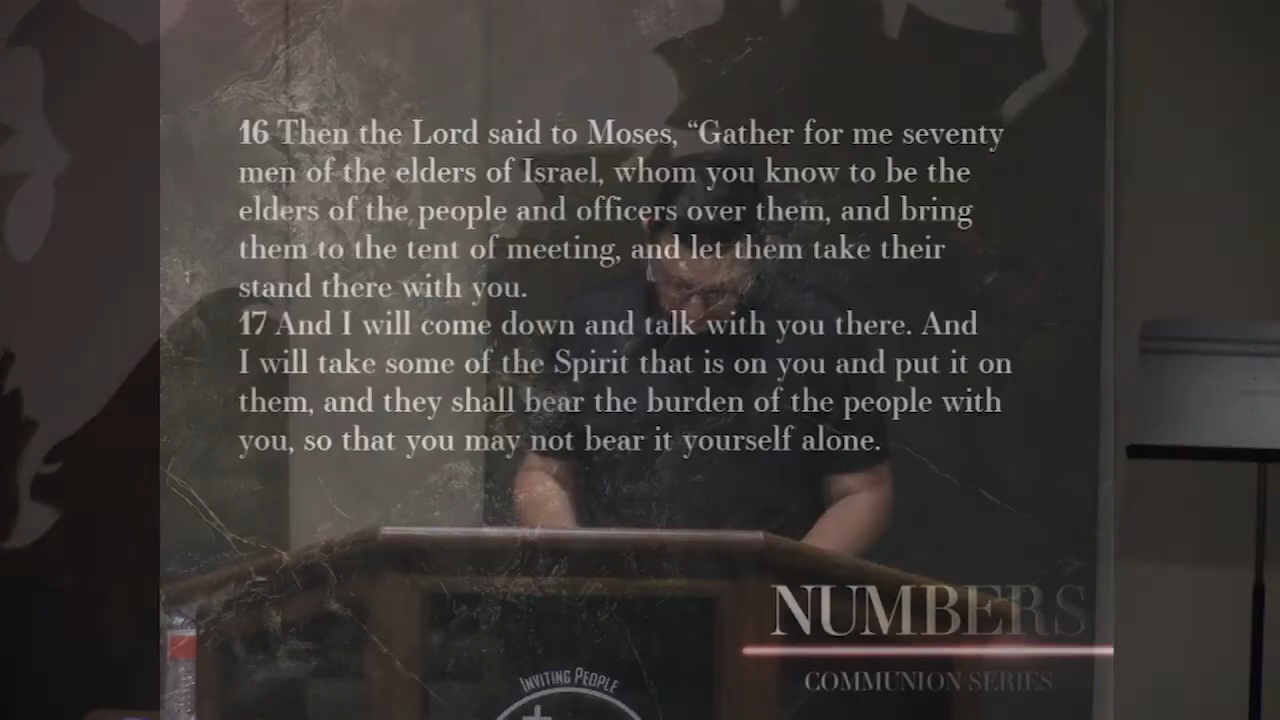 16 Then the Lord said to Moses, “Gather for me seventy
men of the elders of Israel, whom you know to be the
elders of the people and officers over them, and bring
them to the tent of meeting, and let them take their
stand there with you.
17 And I will come down and talk with you there. And
I will take some of the Spirit that is on you and put it on
them, and they shall bear the burden of the people with
you, so that you may not bear it yourself alone.
NUMBERS
COMMUNION SERIES
INVITING PEOPLE